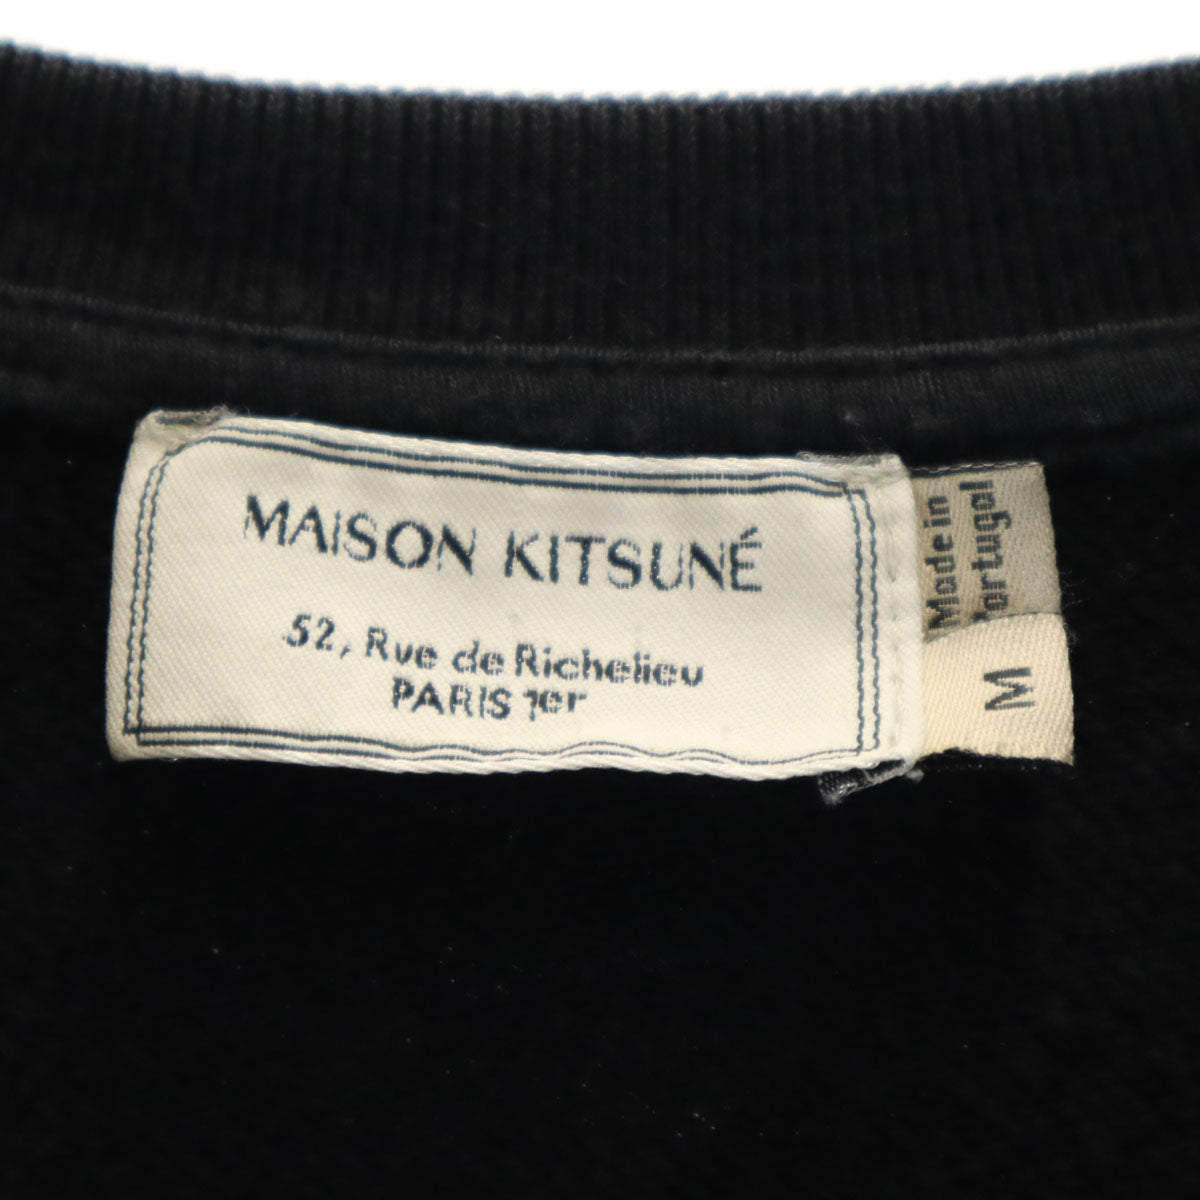 MAISON KITSUNÉ
52, Rue de Richelieu
PARIS 1er
Made in
Portugal
M